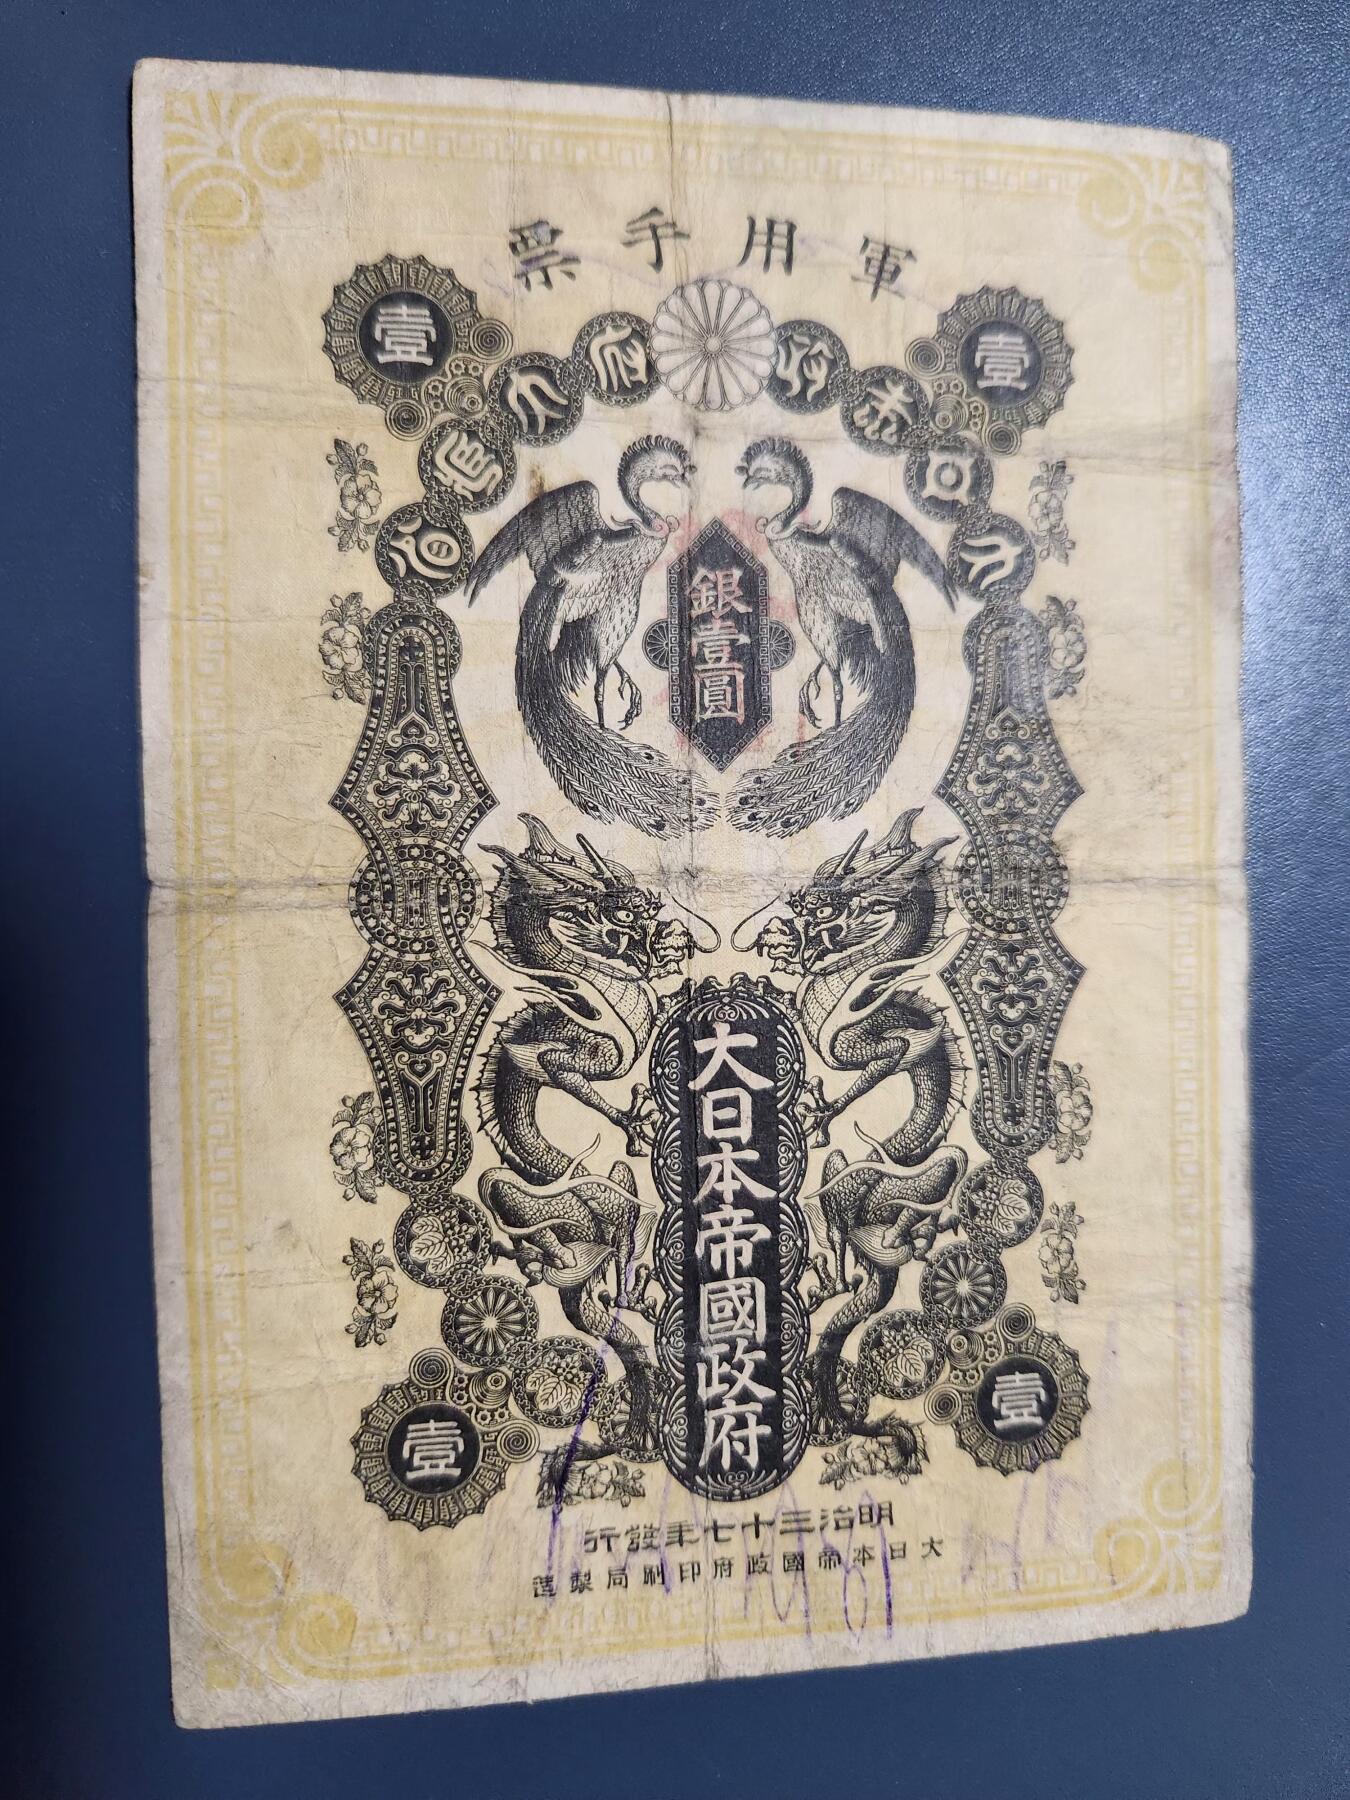 軍用手票
壹
壹
銀壹圓
大日本帝國政府
壹
壹
明治三十七年發行
大日本帝國政府印刷局製造